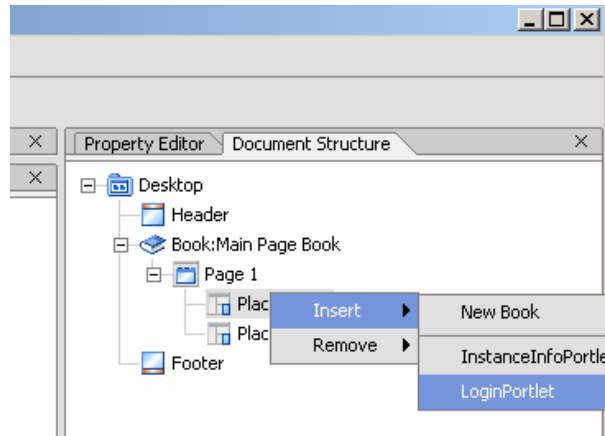 Property Editor
Document Structure
Desktop
Header
Book:Main Page Book
Page 1
Plac
Insert
New Book
Plac
Remove
InstanceInfoPortle
Footer
LoginPortlet